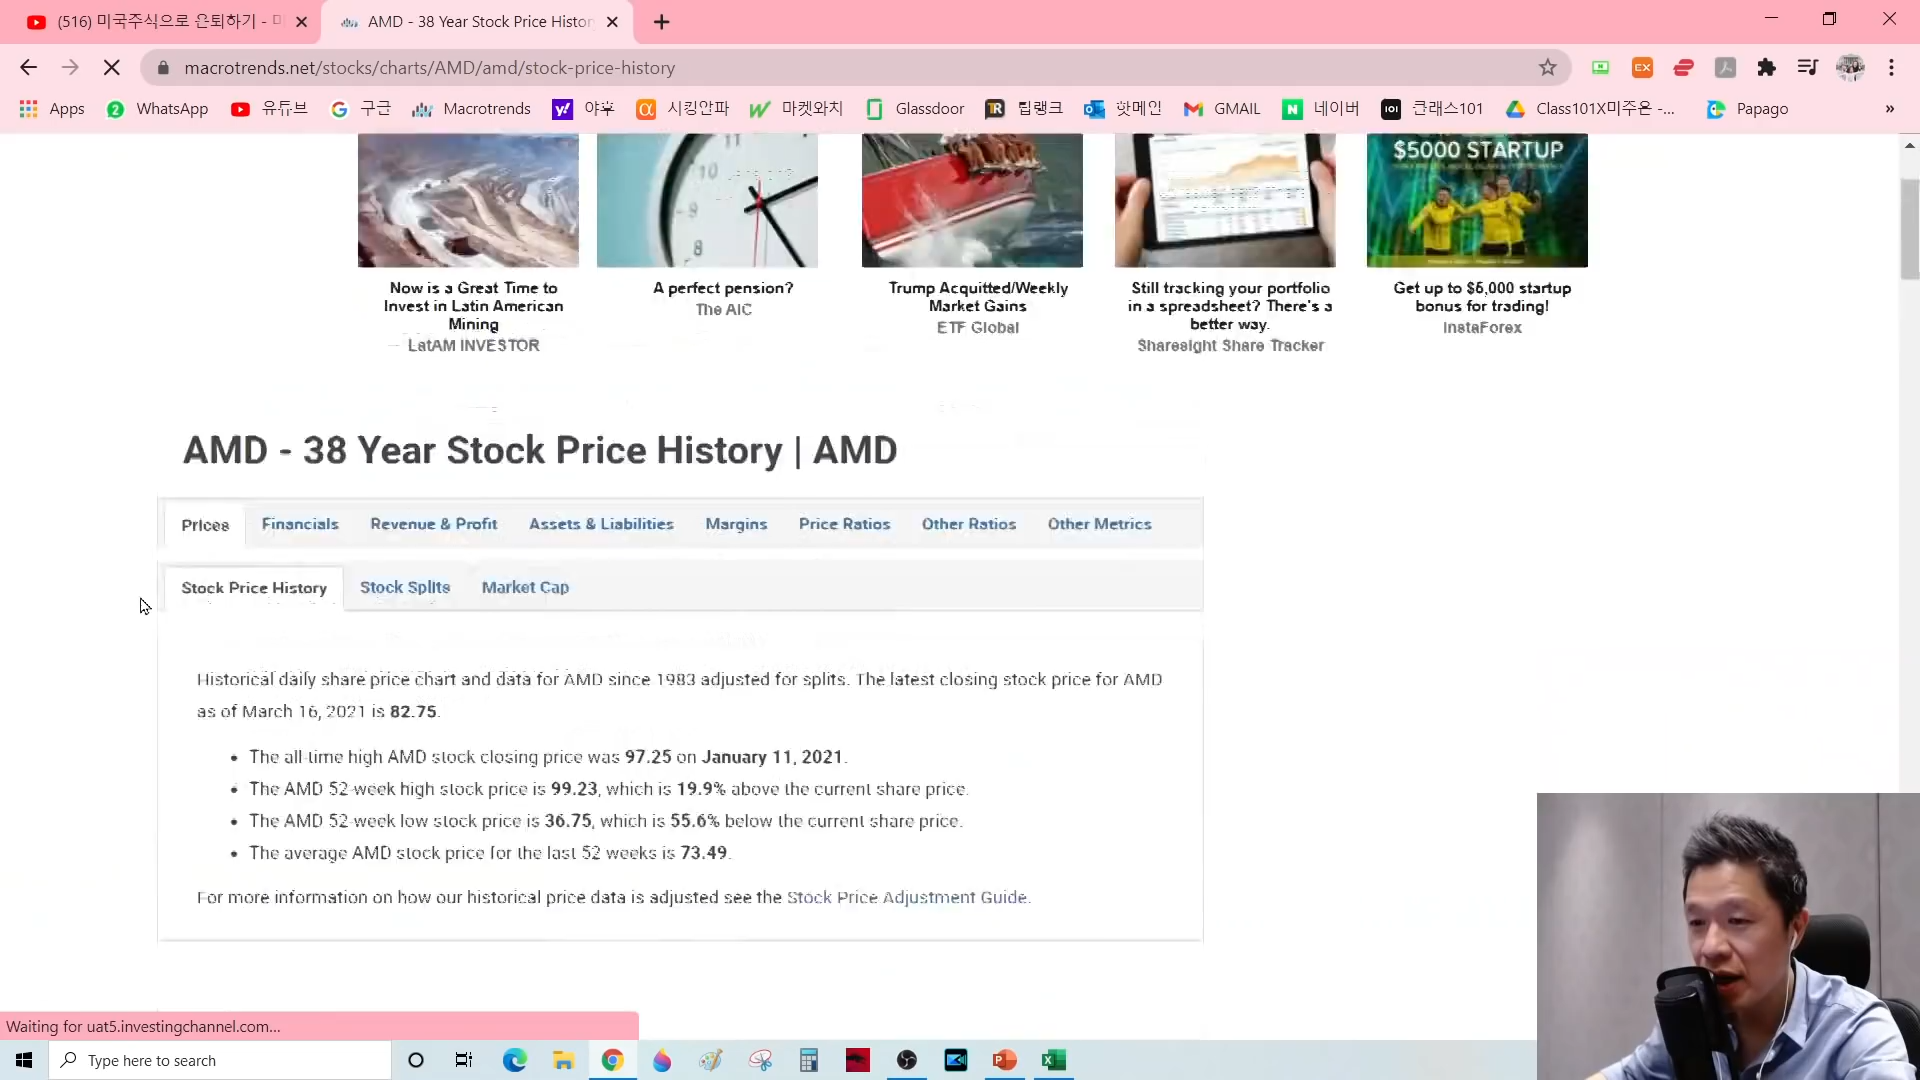 (516) 미국주식으로 은퇴하기 -
AMD - 38 Year Stock Price Histor
macrotrends.net/stocks/charts/AMD/amd/stock-price-history
Apps
WhatsApp
유튜브
구글
Macrotrends
야후
시킹알파
마켓와치
Glassdoor
팁랭크
핫메일
GMAIL
네이버
클래스101
Class101X미주은 -...
Papago
»
$5000 STARTUP
Now is a Great Time to
Invest in Latin American
Mining
LatAM INVESTOR
A perfect pension?
The AIC
Trump Acquitted/Weekly
Market Gains
ETF Global
Still tracking your portfolio
in a spreadsheet? There's a
better way.
Sharesight Share Tracker
Get up to $5,000 startup
bonus for trading!
InstaForex
AMD - 38 Year Stock Price History | AMD
Prices
Financials
Revenue & Profit
Assets & Liabilities
Margins
Price Ratios
Other Ratios
Other Metrics
Stock Price History
Stock Splits
Market Cap
Historical daily share price chart and data for AMD since 1983 adjusted for splits. The latest closing stock price for AMD
as of March 16, 2021 is 82.75.
• The all-time high AMD stock closing price was 97.25 on January 11, 2021.
• The AMD 52-week high stock price is 99.23, which is 19.9% above the current share price.
• The AMD 52-week low stock price is 36.75, which is 55.6% below the current share price.
• The average AMD stock price for the last 52 weeks is 73.49.
For more information on how our historical price data is adjusted see the Stock Price Adjustment Guide.
Waiting for uat5.investingchannel.com...
Type here to search